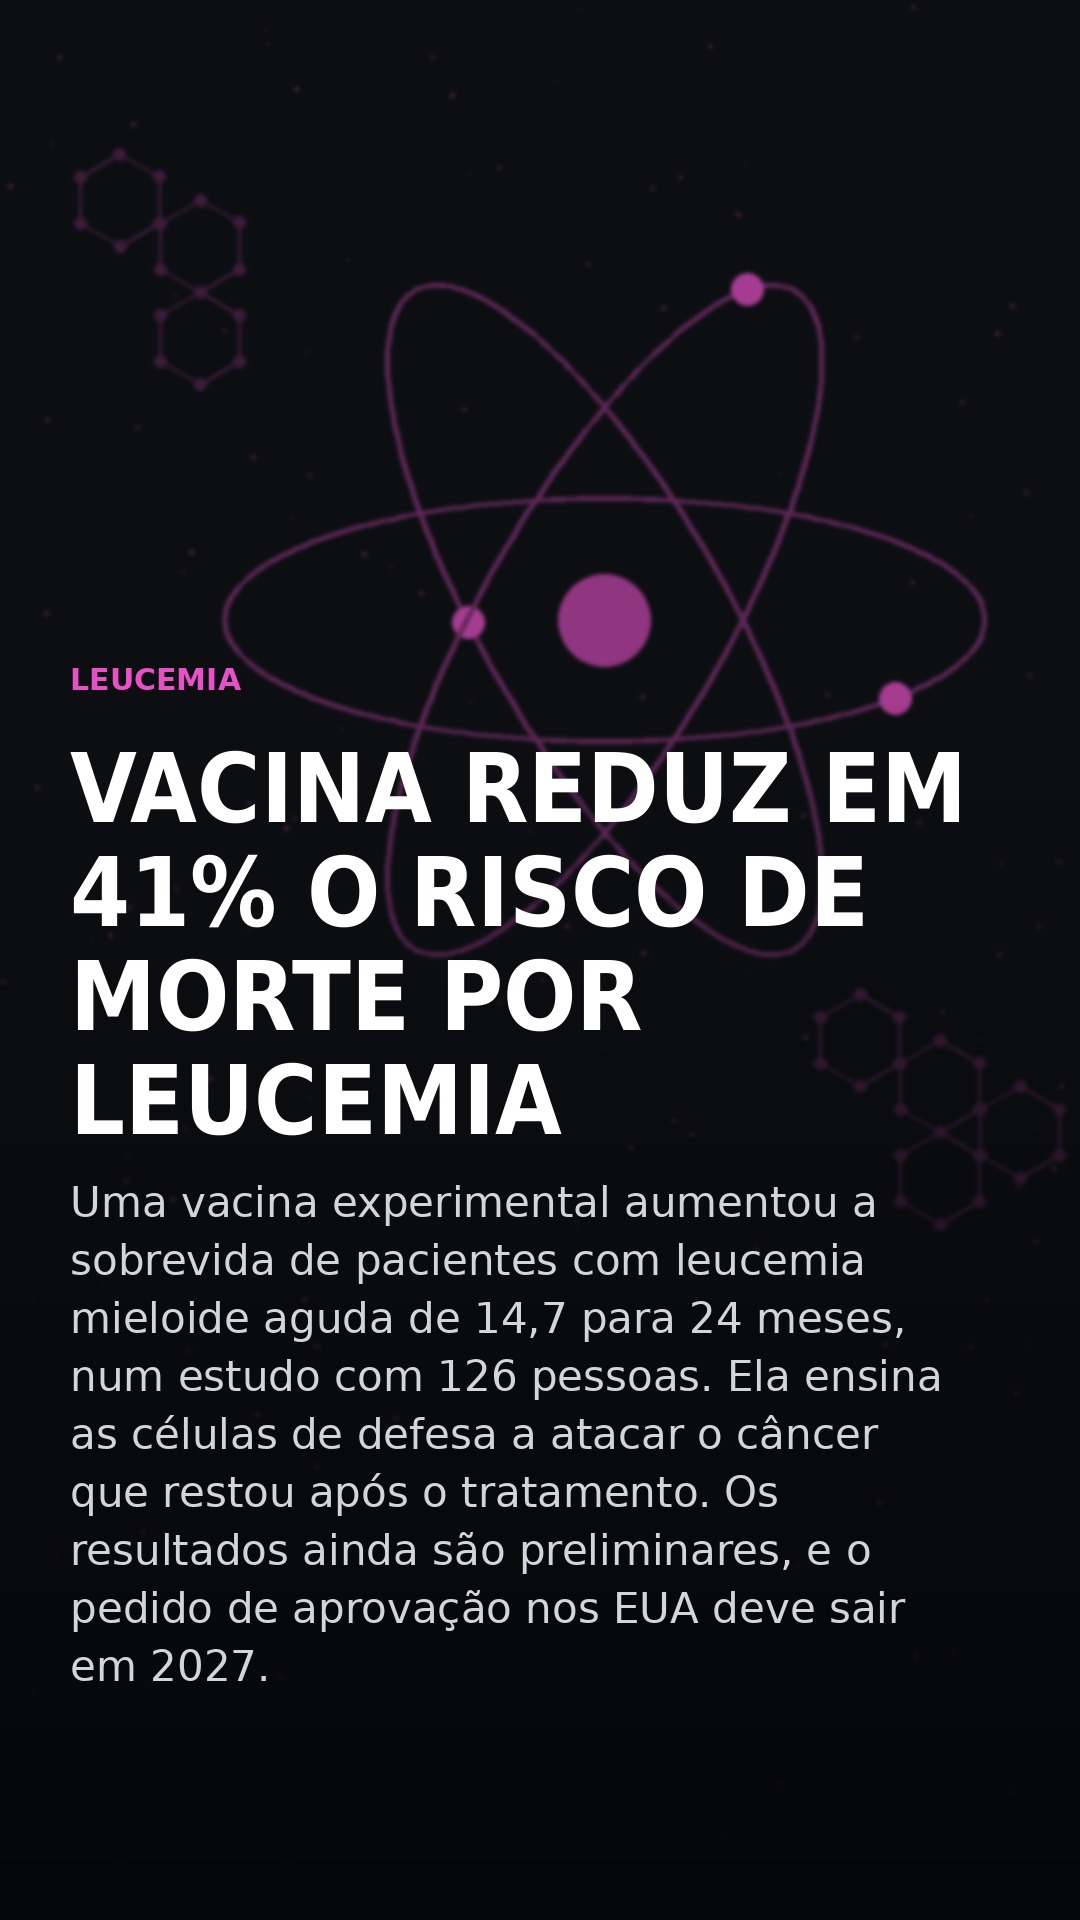 LEUCEMIA
VACINA REDUZ EM
41% O RISCO DE
MORTE POR
LEUCEMIA
Uma vacina experimental aumentou a
sobrevida de pacientes com leucemia
mieloide aguda de 14,7 para 24 meses,
num estudo com 126 pessoas. Ela ensina
as células de defesa a atacar o câncer
que restou após o tratamento. Os
resultados ainda são preliminares, e o
pedido de aprovação nos EUA deve sair
em 2027.